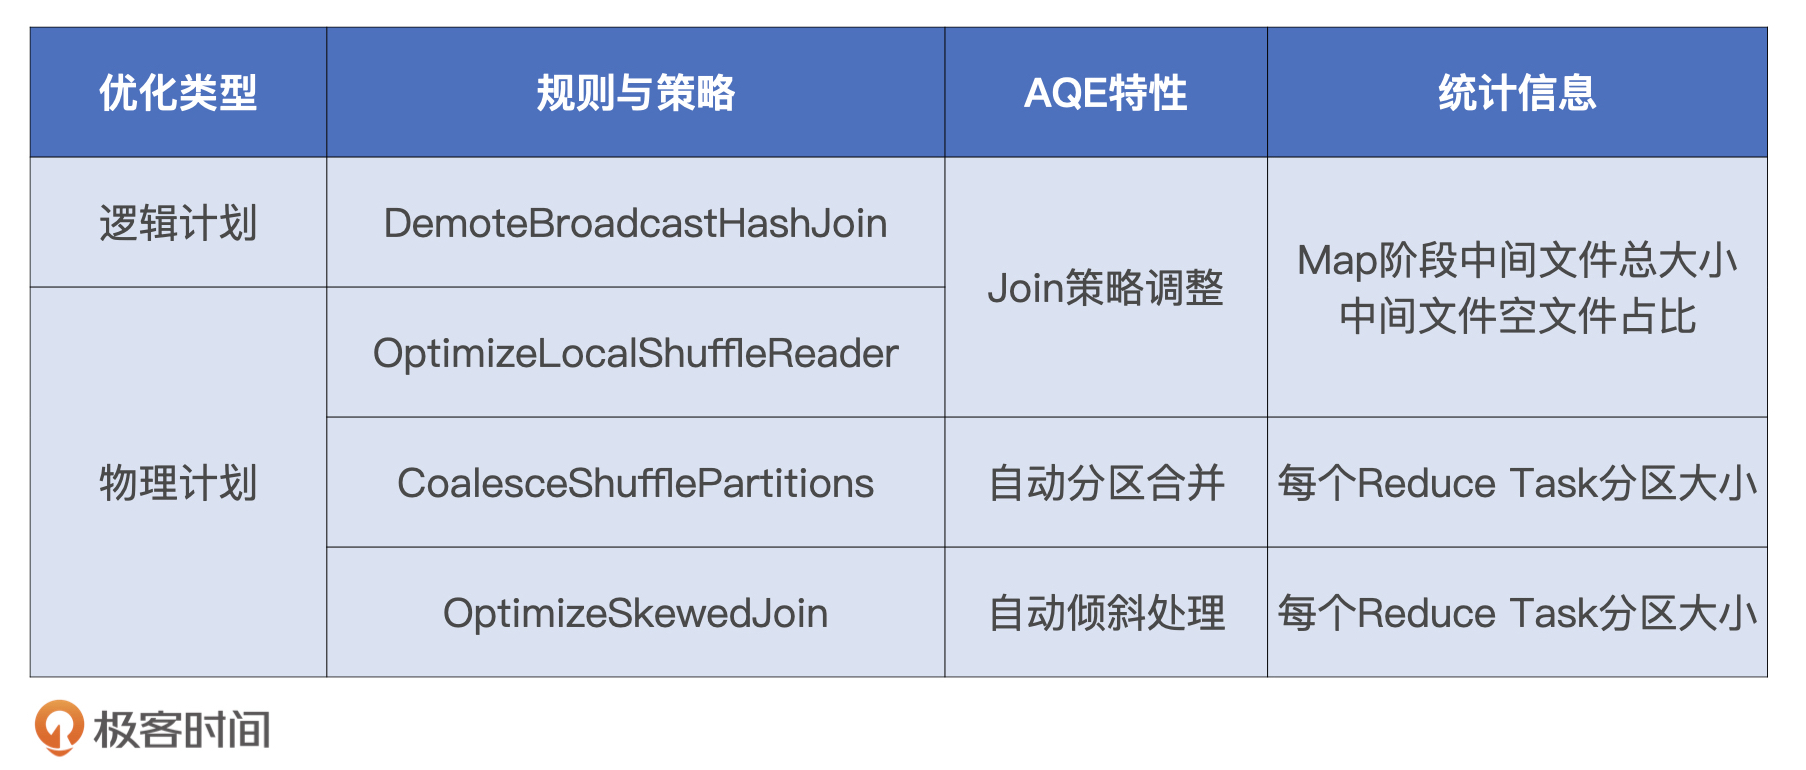 优化类型
规则与策略
AQE特性
统计信息
逻辑计划
DemoteBroadcastHashJoin
Join策略调整
Map阶段中间文件总大小
中间文件空文件占比
物理计划
OptimizeLocalShuffleReader
CoalesceShufflePartitions
自动分区合并
每个Reduce Task分区大小
OptimizeSkewedJoin
自动倾斜处理
每个Reduce Task分区大小
极客时间